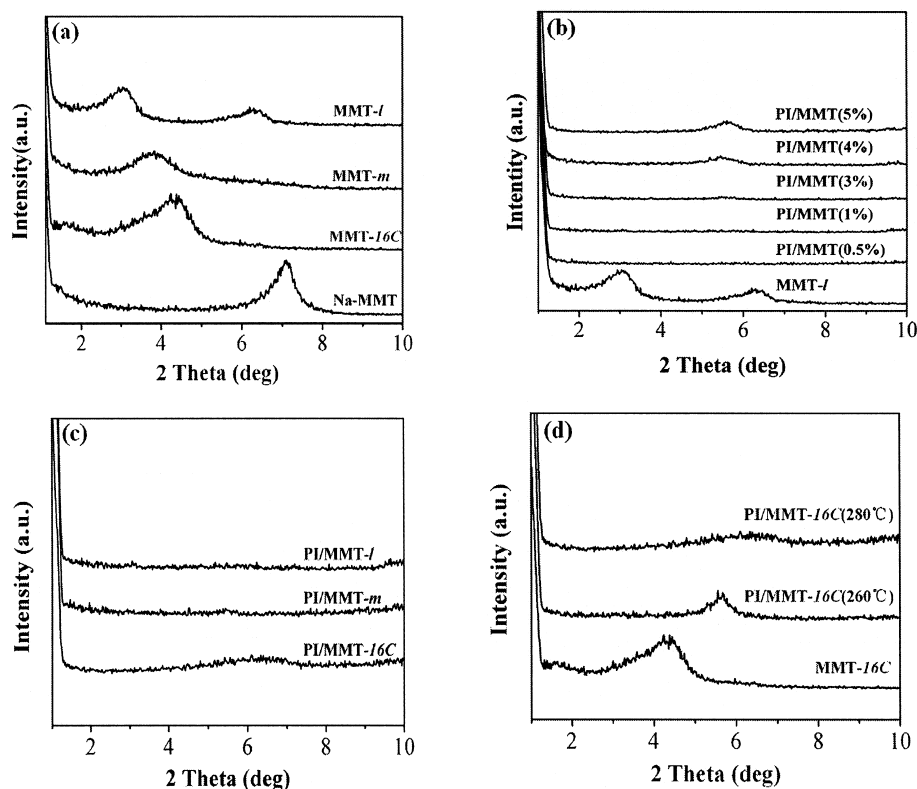 (a)
Intensity(a.u.)
MMT-l
MMT-m
MMT-16C
Na-MMT
2 4 6 8 10
2 Theta (deg)
(b)
Intentity (a.u.)
PI/MMT(5%)
PI/MMT(4%)
PI/MMT(3%)
PI/MMT(1%)
PI/MMT(0.5%)
MMT-l
2 4 6 8 10
2 Theta (deg)
(c)
Intensity (a.u.)
PI/MMT-l
PI/MMT-m
PI/MMT-16C
2 4 6 8 10
2 Theta (deg)
(d)
Intensity (a.u.)
PI/MMT-16C(280℃)
PI/MMT-16C(260℃)
MMT-16C
2 4 6 8 10
2 Theta (deg)